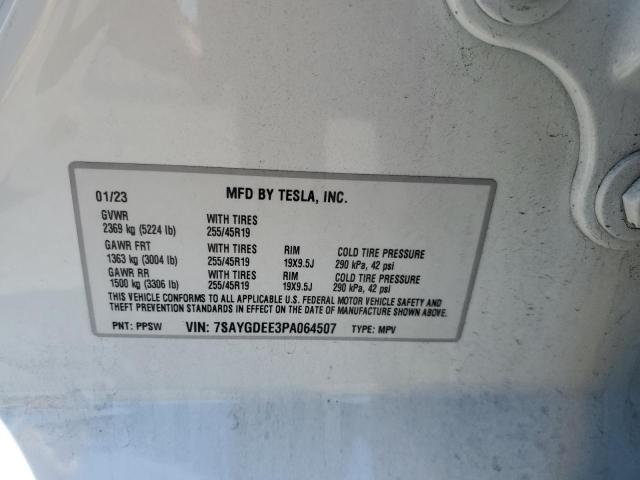 01/23 MFD BY TESLA, INC.
GVWR WITH TIRES
2369 kg (5224 lb) 255/45R19
GAWR FRT WITH TIRES RIM COLD TIRE PRESSURE
1363 kg (3004 lb) 255/45R19 19X9.5J 290 kPa, 42 psi
GAWR RR WITH TIRES RIM COLD TIRE PRESSURE
1500 kg (3306 lb) 255/45R19 19X9.5J 290 kPa, 42 psi
THIS VEHICLE CONFORMS TO ALL APPLICABLE U.S. FEDERAL MOTOR VEHICLE SAFETY AND
THEFT PREVENTION STANDARDS IN EFFECT ON THE DATE OF MANUFACTURE SHOWN ABOVE.
PNT: PPSW VIN: 7SAYGDEE3PA064507 TYPE: MPV